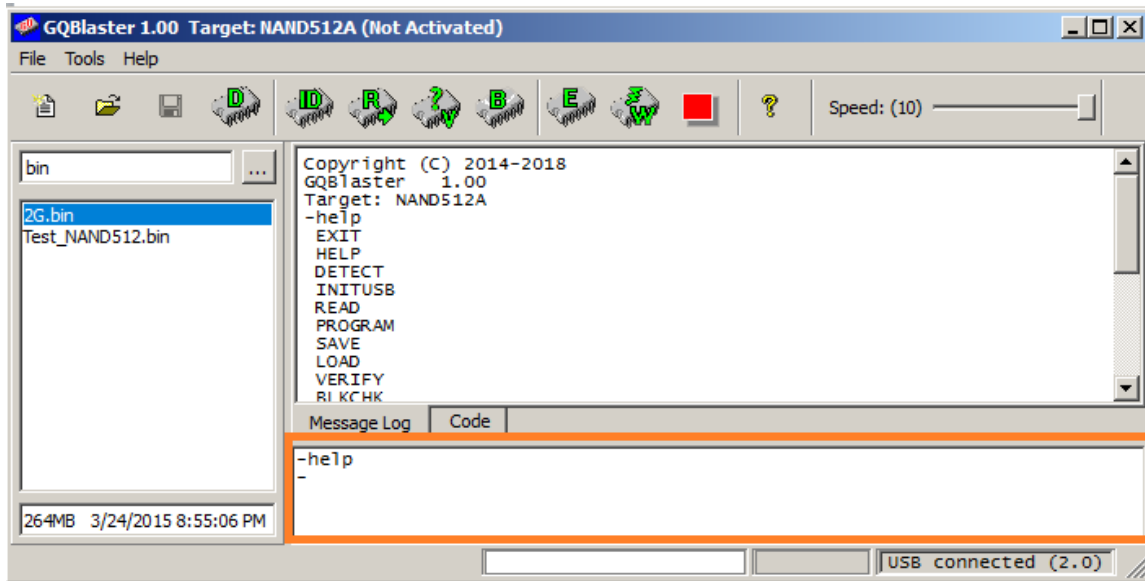 GQBlaster 1.00 Target: NAND512A (Not Activated)
File Tools Help
D
ID
R
?
V
B
E
W
?
Speed: (10)
bin
...
2G.bin
Test_NAND512.bin
264MB 3/24/2015 8:55:06 PM
Copyright (C) 2014-2018
GQBlaster 1.00
Target: NAND512A
-help
EXIT
HELP
DETECT
INITUSB
READ
PROGRAM
SAVE
LOAD
VERIFY
BLKCHK
Message Log Code
-help
-
USB connected (2.0)